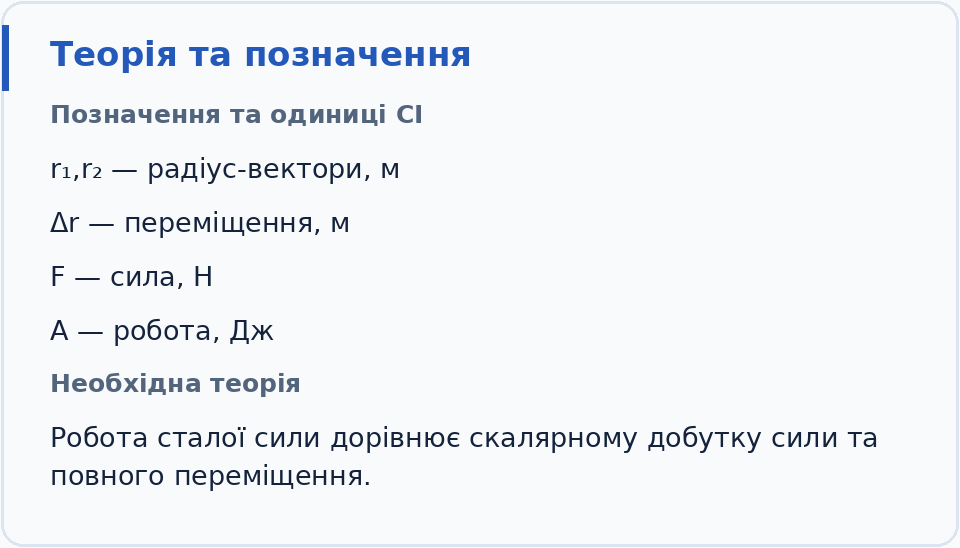 Теорія та позначення
Позначення та одиниці СІ
r₁,r₂ — радіус-вектори, м
Δr — переміщення, м
F — сила, Н
A — робота, Дж
Необхідна теорія
Робота сталої сили дорівнює скалярному добутку сили та
повного переміщення.